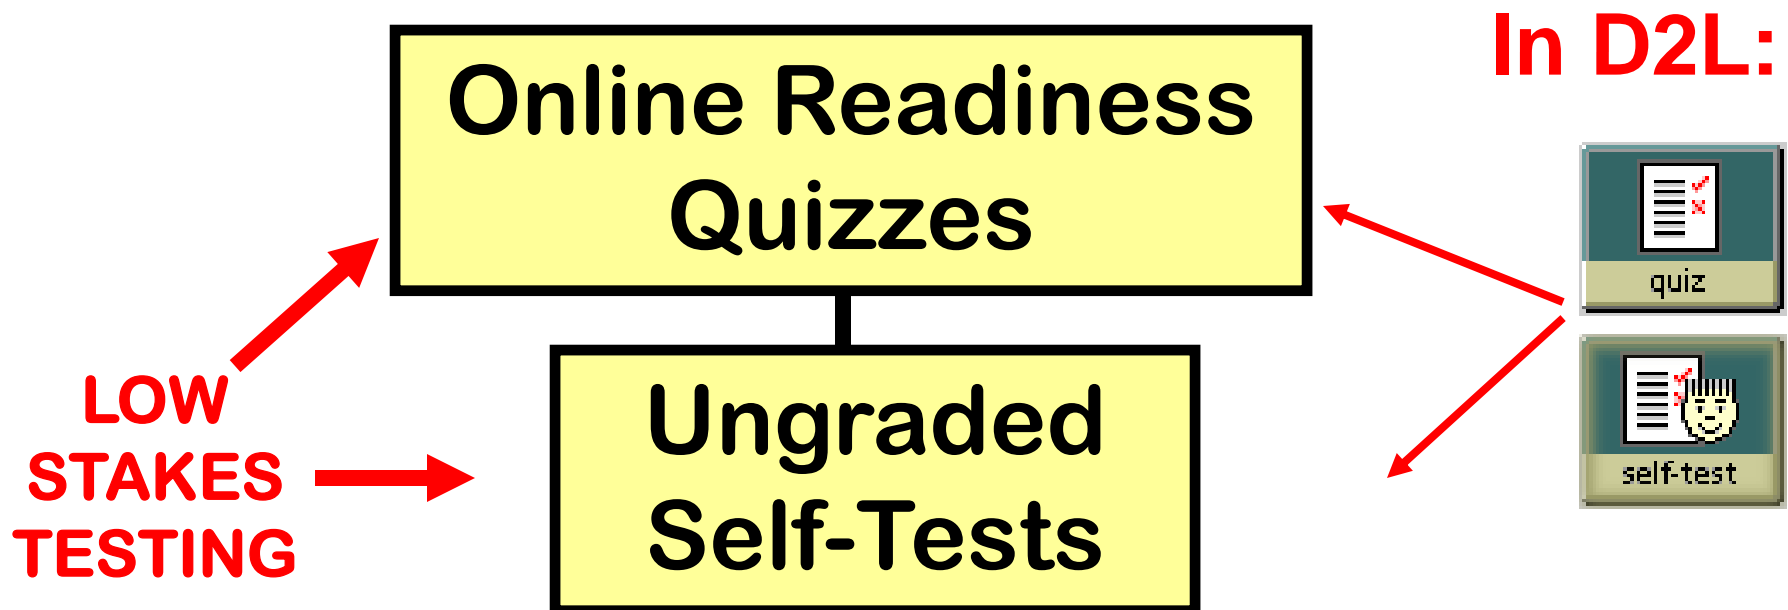 In D2L:
Online Readiness
Quizzes
quiz
LOW
STAKES
TESTING
Ungraded
Self-Tests
self-test